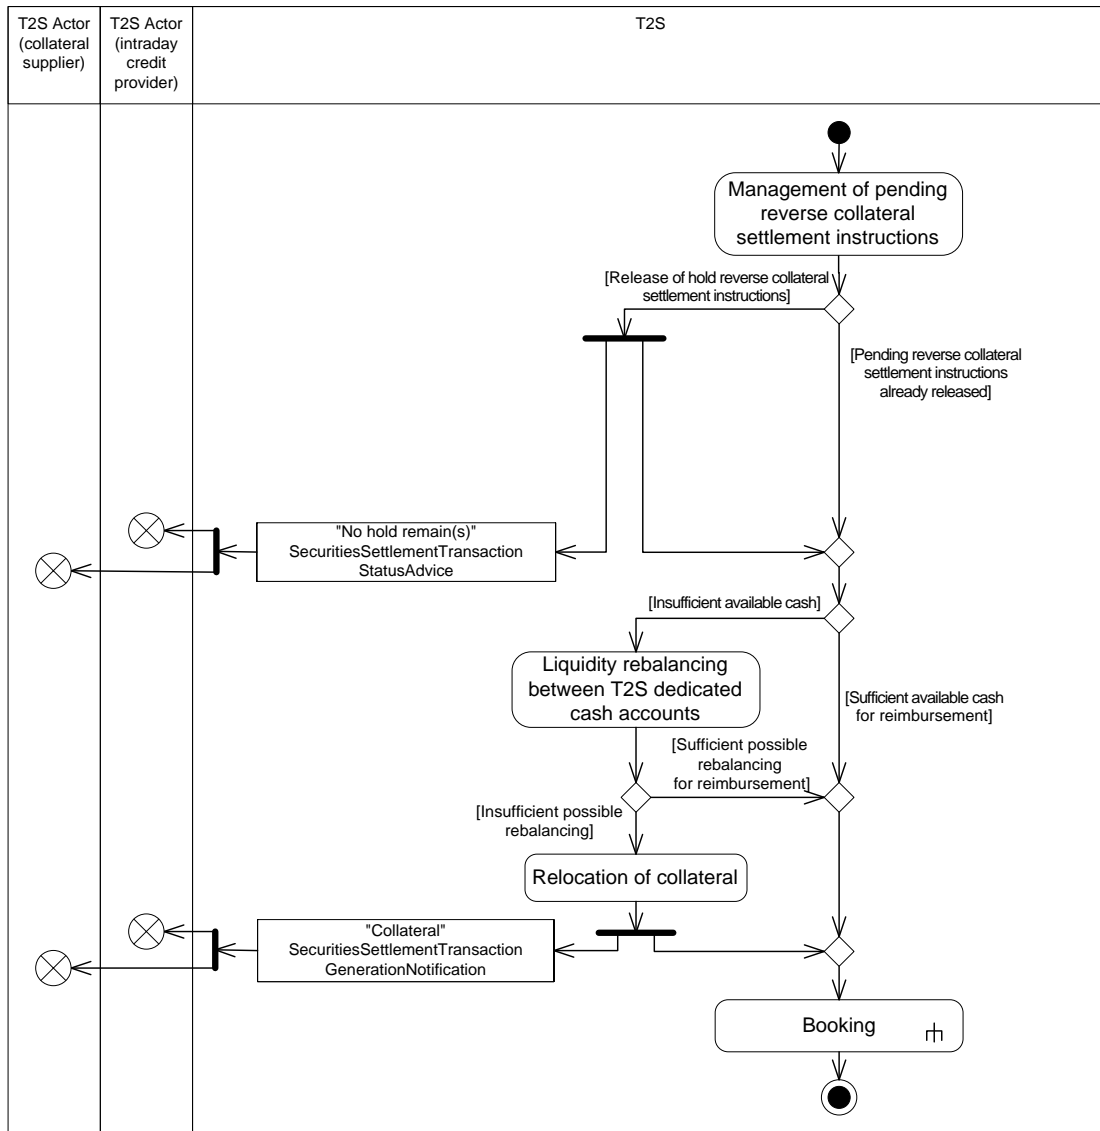 T2S Actor
(collateral
supplier)
T2S Actor
(intraday
credit
provider)
T2S
Management of pending
reverse collateral
settlement instructions
[Release of hold reverse collateral
settlement instructions]
[Pending reverse collateral
settlement instructions
already released]
"No hold remain(s)"
SecuritiesSettlementTransaction
StatusAdvice
[Insufficient available cash]
Liquidity rebalancing
between T2S dedicated
cash accounts
[Sufficient available cash
for reimbursement]
[Sufficient possible
rebalancing
for reimbursement]
[Insufficient possible
rebalancing]
Relocation of collateral
"Collateral"
SecuritiesSettlementTransaction
GenerationNotification
Booking